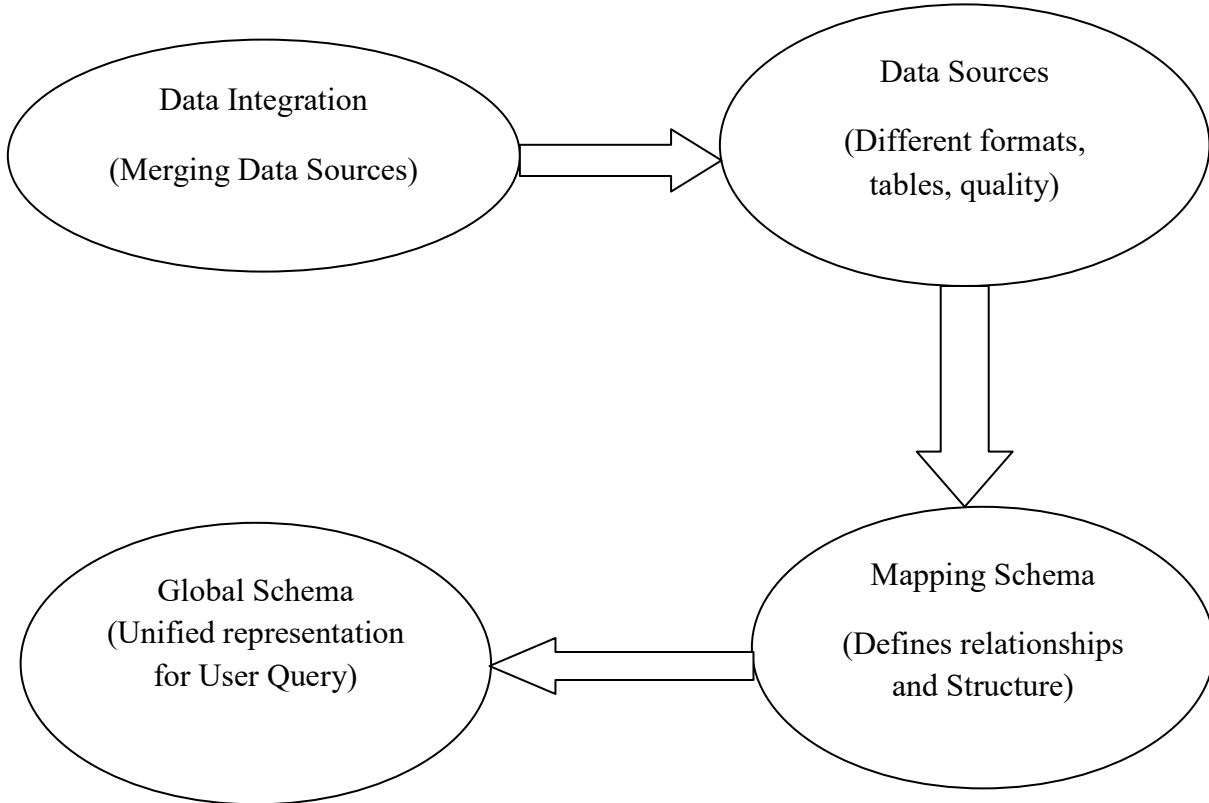 Data Integration
(Merging Data Sources)
Data Sources
(Different formats,
tables, quality)
Mapping Schema
(Defines relationships
and Structure)
Global Schema
(Unified representation
for User Query)